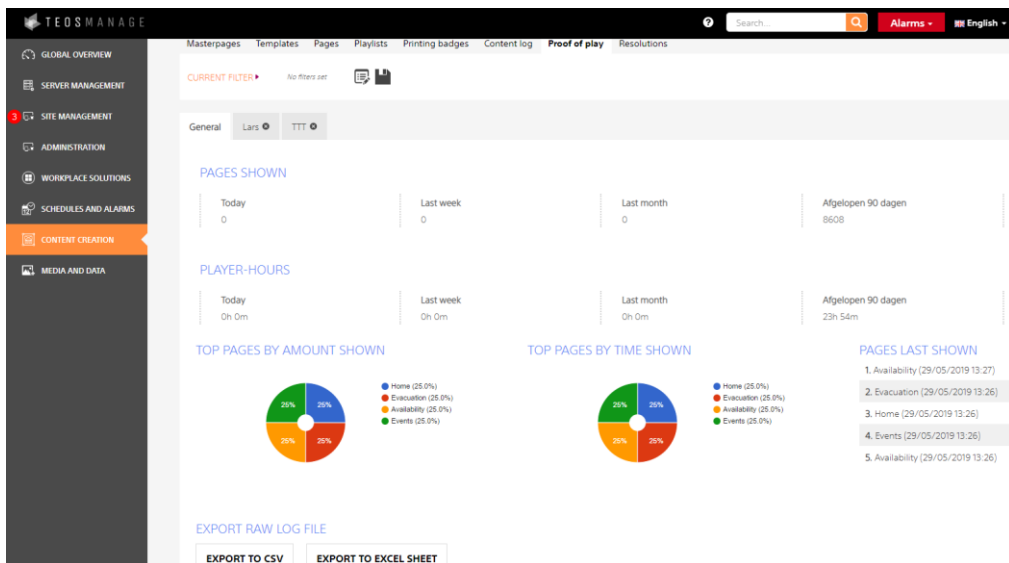 TEOSMANAGE
? Search... Alarms English
Masterpages Templates Pages Playlists Printing badges Content log Proof of play Resolutions
GLOBAL OVERVIEW
SERVER MANAGEMENT
3 SITE MANAGEMENT
ADMINISTRATION
WORKPLACE SOLUTIONS
SCHEDULES AND ALARMS
CONTENT CREATION
MEDIA AND DATA
CURRENT FILTER No filters set
General Lars TTT
PAGES SHOWN
Today Last week Last month Afgelopen 90 dagen
0 0 0 8608
PLAYER-HOURS
Today Last week Last month Afgelopen 90 dagen
0h 0m 0h 0m 0h 0m 23h 54m
TOP PAGES BY AMOUNT SHOWN
25% 25%
25% 25%
Home (25.0%)
Evacuation (25.0%)
Availability (25.0%)
Events (25.0%)
TOP PAGES BY TIME SHOWN
25% 25%
25% 25%
Home (25.0%)
Evacuation (25.0%)
Availability (25.0%)
Events (25.0%)
PAGES LAST SHOWN
1. Availability (29/05/2019 13:27)
2. Evacuation (29/05/2019 13:26)
3. Home (29/05/2019 13:26)
4. Events (29/05/2019 13:26)
5. Availability (29/05/2019 13:26)
EXPORT RAW LOG FILE
EXPORT TO CSV EXPORT TO EXCEL SHEET